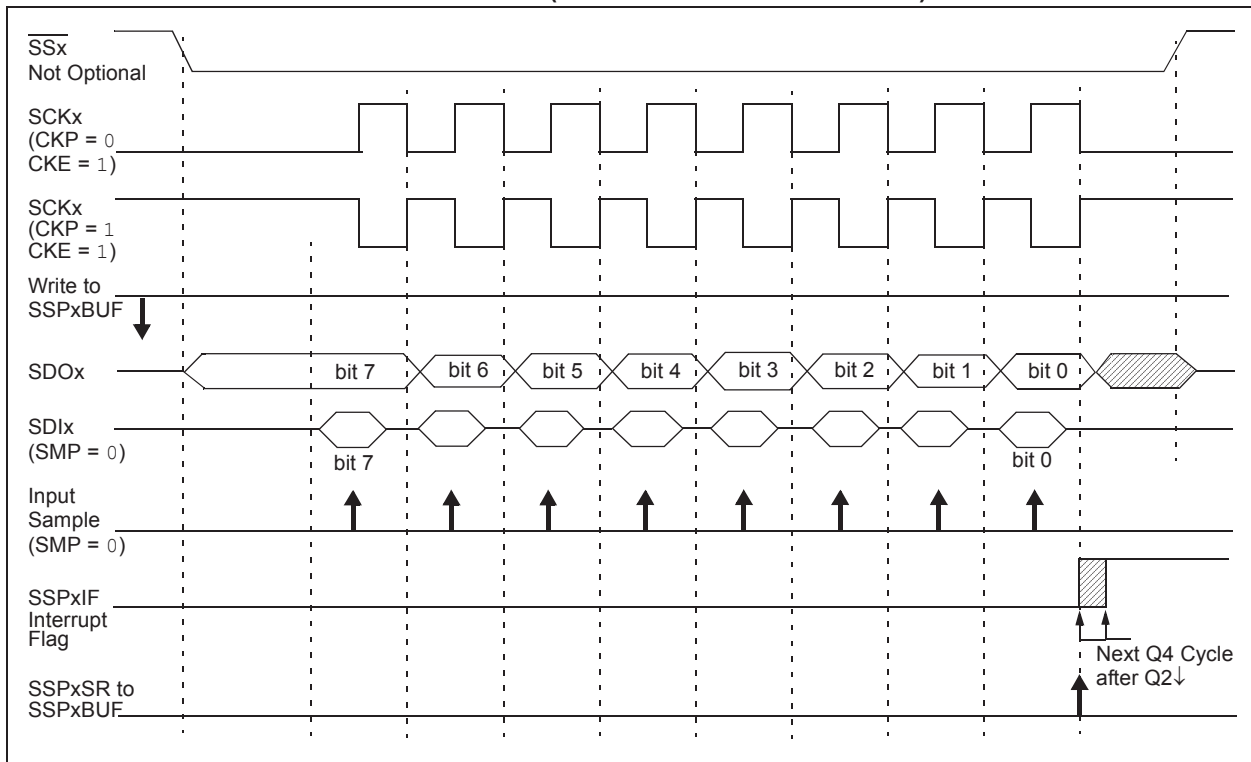 SSx
Not Optional
SCKx
(CKP = 0
CKE = 1)
SCKx
(CKP = 1
CKE = 1)
Write to
SSPxBUF
SDOx
bit 7
bit 6
bit 5
bit 4
bit 3
bit 2
bit 1
bit 0
SDIx
(SMP = 0)
bit 7
bit 0
Input
Sample
(SMP = 0)
SSPxIF
Interrupt
Flag
Next Q4 Cycle
after Q2↓
SSPxSR to
SSPxBUF